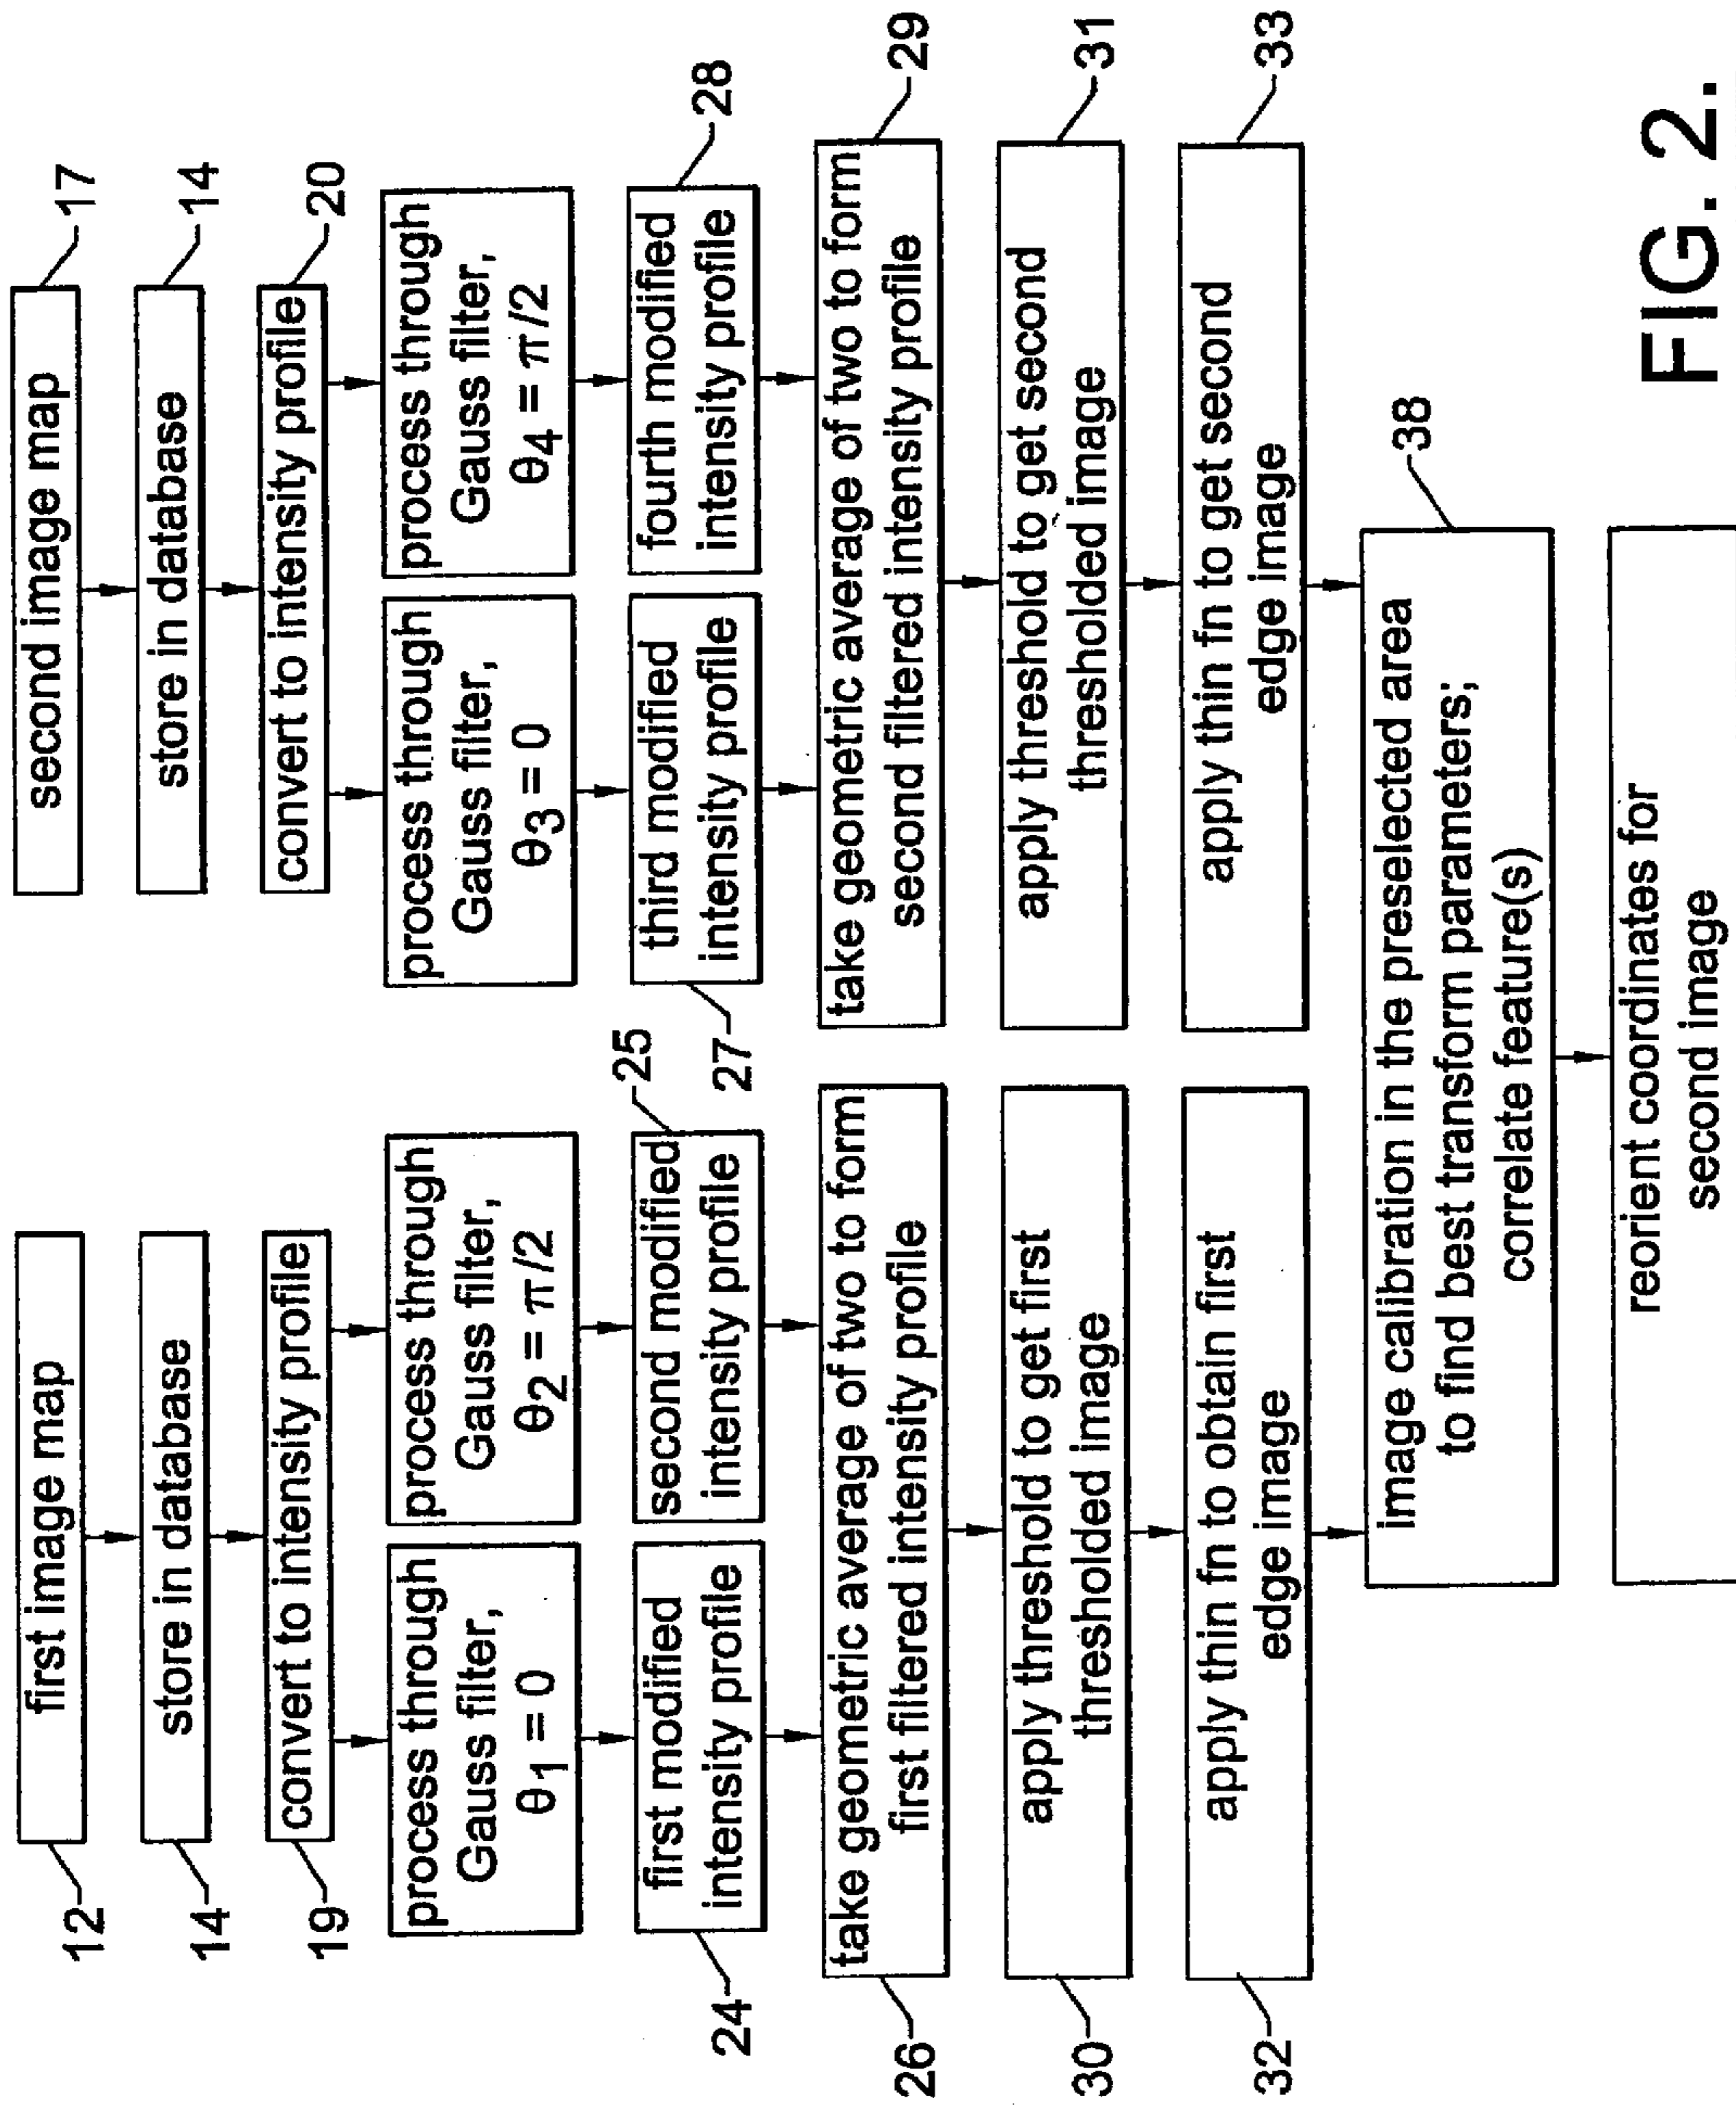 12
first image map
second image map
17
14
store in database
store in database
14
19
convert to intensity profile
convert to intensity profile
20
process through
Gauss filter,
θ1 = 0
process through
Gauss filter,
θ2 = π/2
process through
Gauss filter,
θ3 = 0
process through
Gauss filter,
θ4 = π/2
24
first modified
intensity profile
second modified
intensity profile
25
27
third modified
intensity profile
fourth modified
intensity profile
28
26
take geometric average of two to form
first filtered intensity profile
take geometric average of two to form
second filtered intensity profile
29
30
apply threshold to get first
thresholded image
apply threshold to get second
thresholded image
31
32
apply thin fn to obtain first
edge image
apply thin fn to get second
edge image
33
image calibration in the preselected area
to find best transform parameters;
correlate feature(s)
38
reorient coordinates for
second image
FIG. 2.